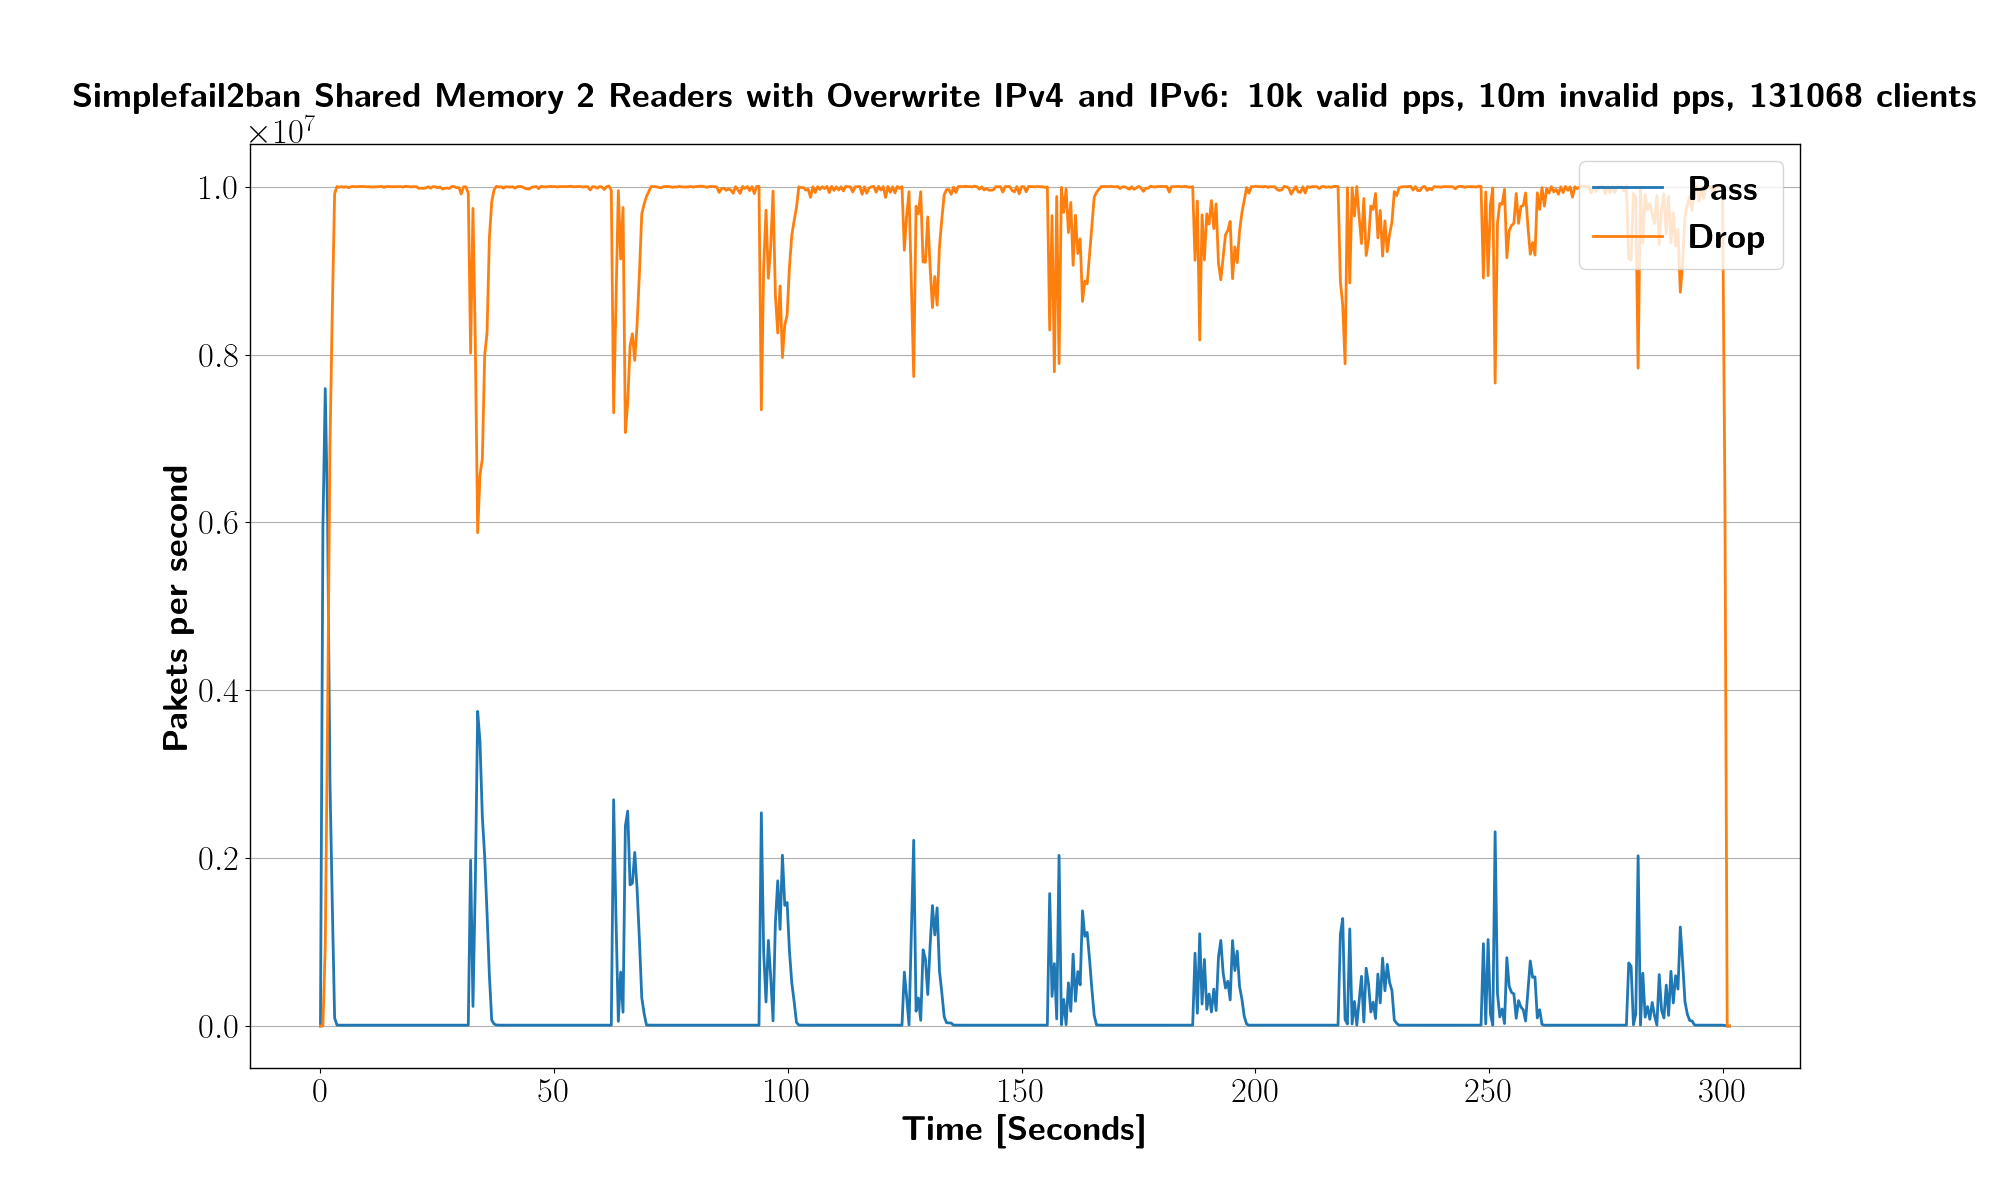 Simplefail2ban Shared Memory 2 Readers with Overwrite IPv4 and IPv6: 10k valid pps, 10m invalid pps, 131068 clients
×10⁷
Pass
Drop
1.0
0.8
0.6
0.4
0.2
0.0
Pakets per second
0 50 100 150 200 250 300
Time [Seconds]